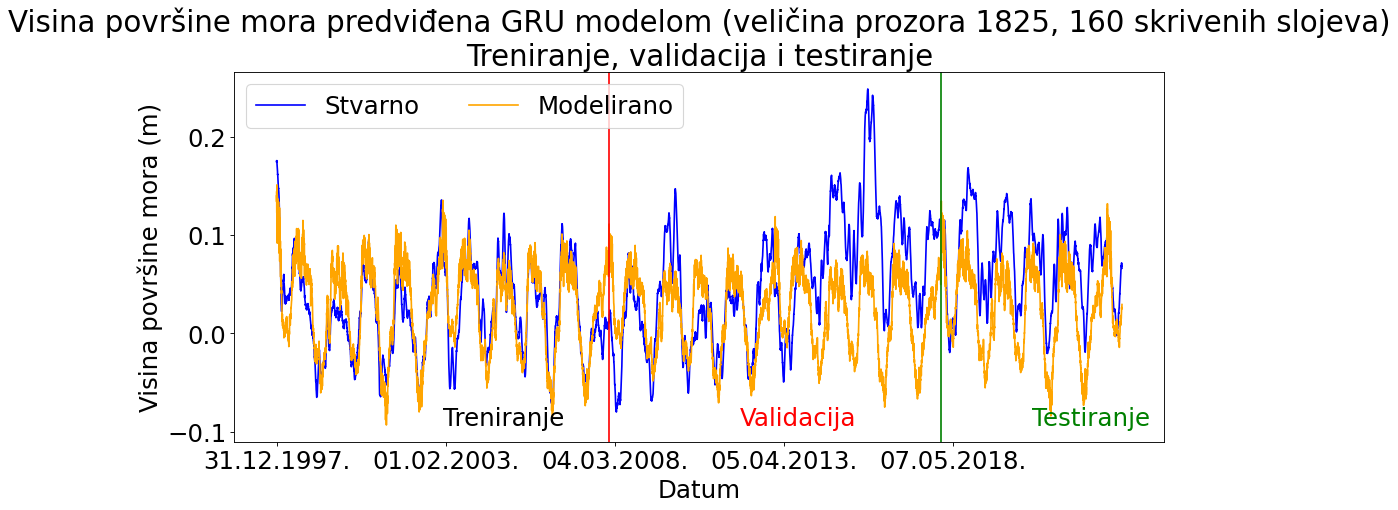 Visina površine mora predviđena GRU modelom (veličina prozora 1825, 160 skrivenih slojeva)
Treniranje, validacija i testiranje
Stvarno
Modelirano
Visina površine mora (m)
0.2
0.1
0.0
−0.1
Treniranje
Validacija
Testiranje
31.12.1997.
01.02.2003.
04.03.2008.
05.04.2013.
07.05.2018.
Datum